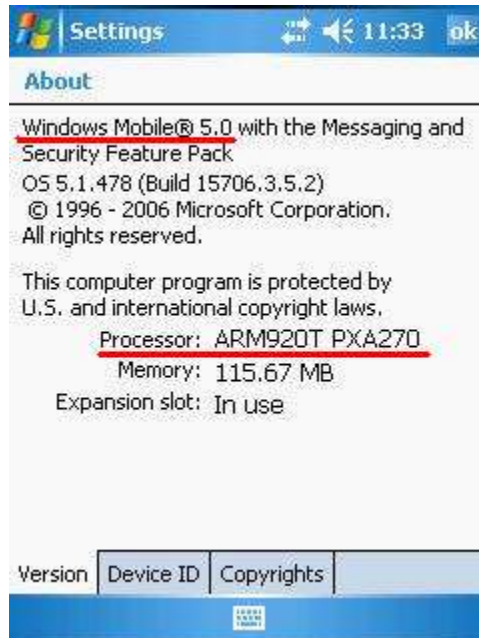 Settings 11:33 ok
About
Windows Mobile® 5.0 with the Messaging and
Security Feature Pack
OS 5.1.478 (Build 15706.3.5.2)
© 1996 - 2006 Microsoft Corporation.
All rights reserved.
This computer program is protected by
U.S. and international copyright laws.
Processor: ARM920T PXA270
Memory: 115.67 MB
Expansion slot: In use
Version Device ID Copyrights